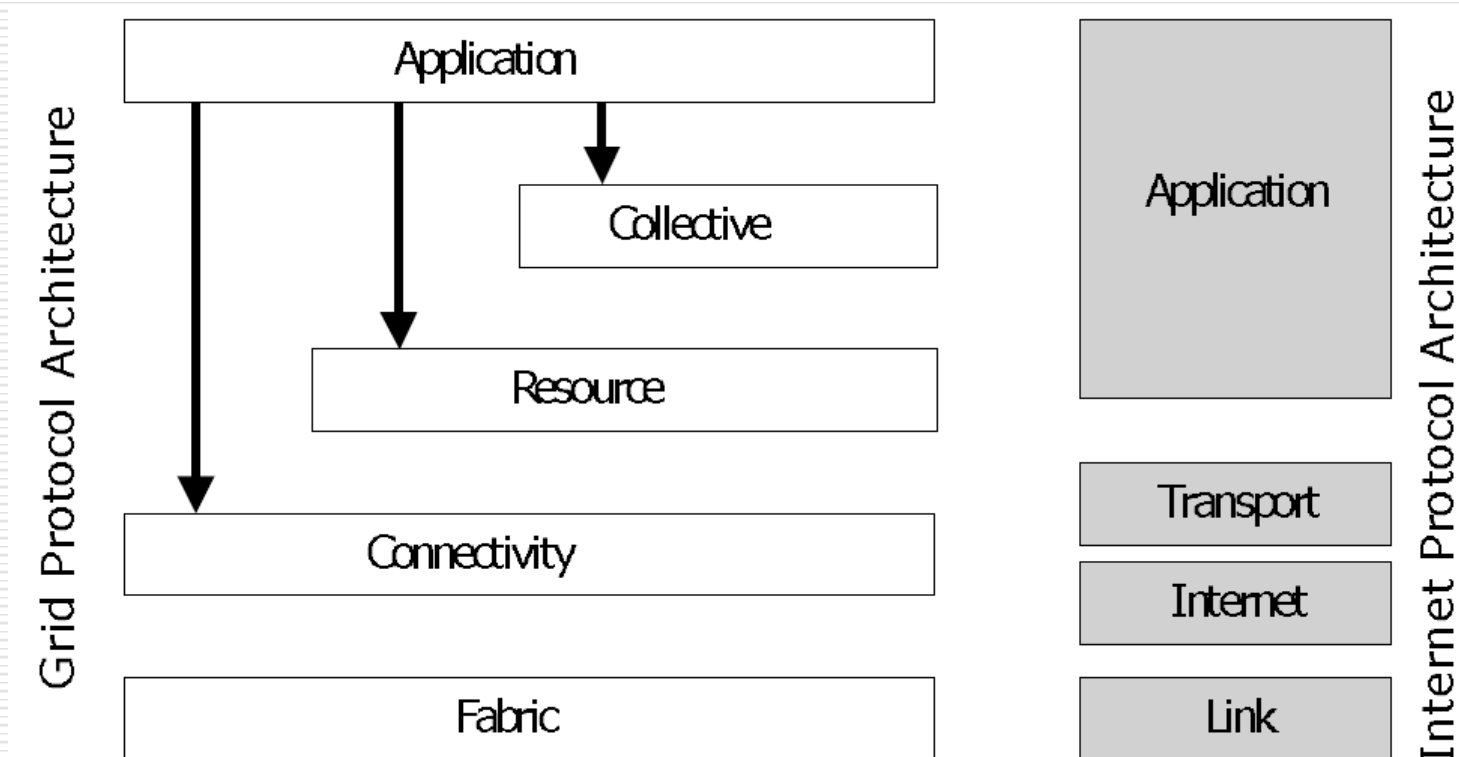 Grid Protocol Architecture
Application
Collective
Resource
Connectivity
Fabric
Application
Transport
Internet
Link
Internet Protocol Architecture